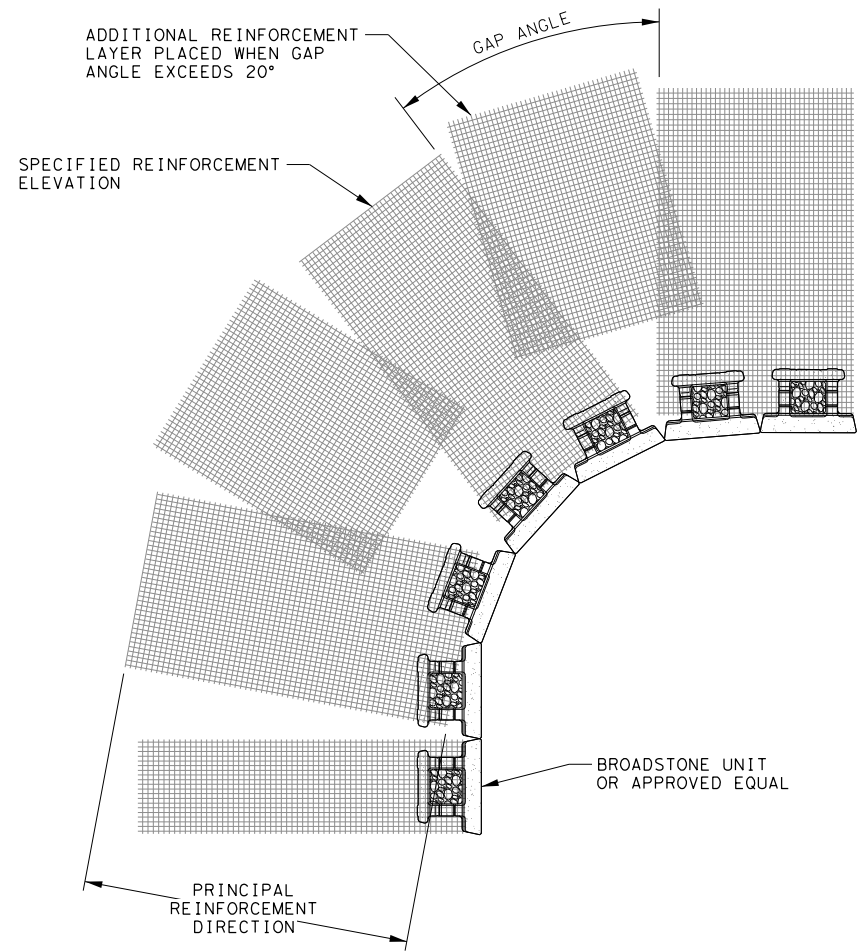 ADDITIONAL REINFORCEMENT
LAYER PLACED WHEN GAP
ANGLE EXCEEDS 20°
GAP ANGLE
SPECIFIED REINFORCEMENT
ELEVATION
BROADSTONE UNIT
OR APPROVED EQUAL
PRINCIPAL
REINFORCEMENT
DIRECTION